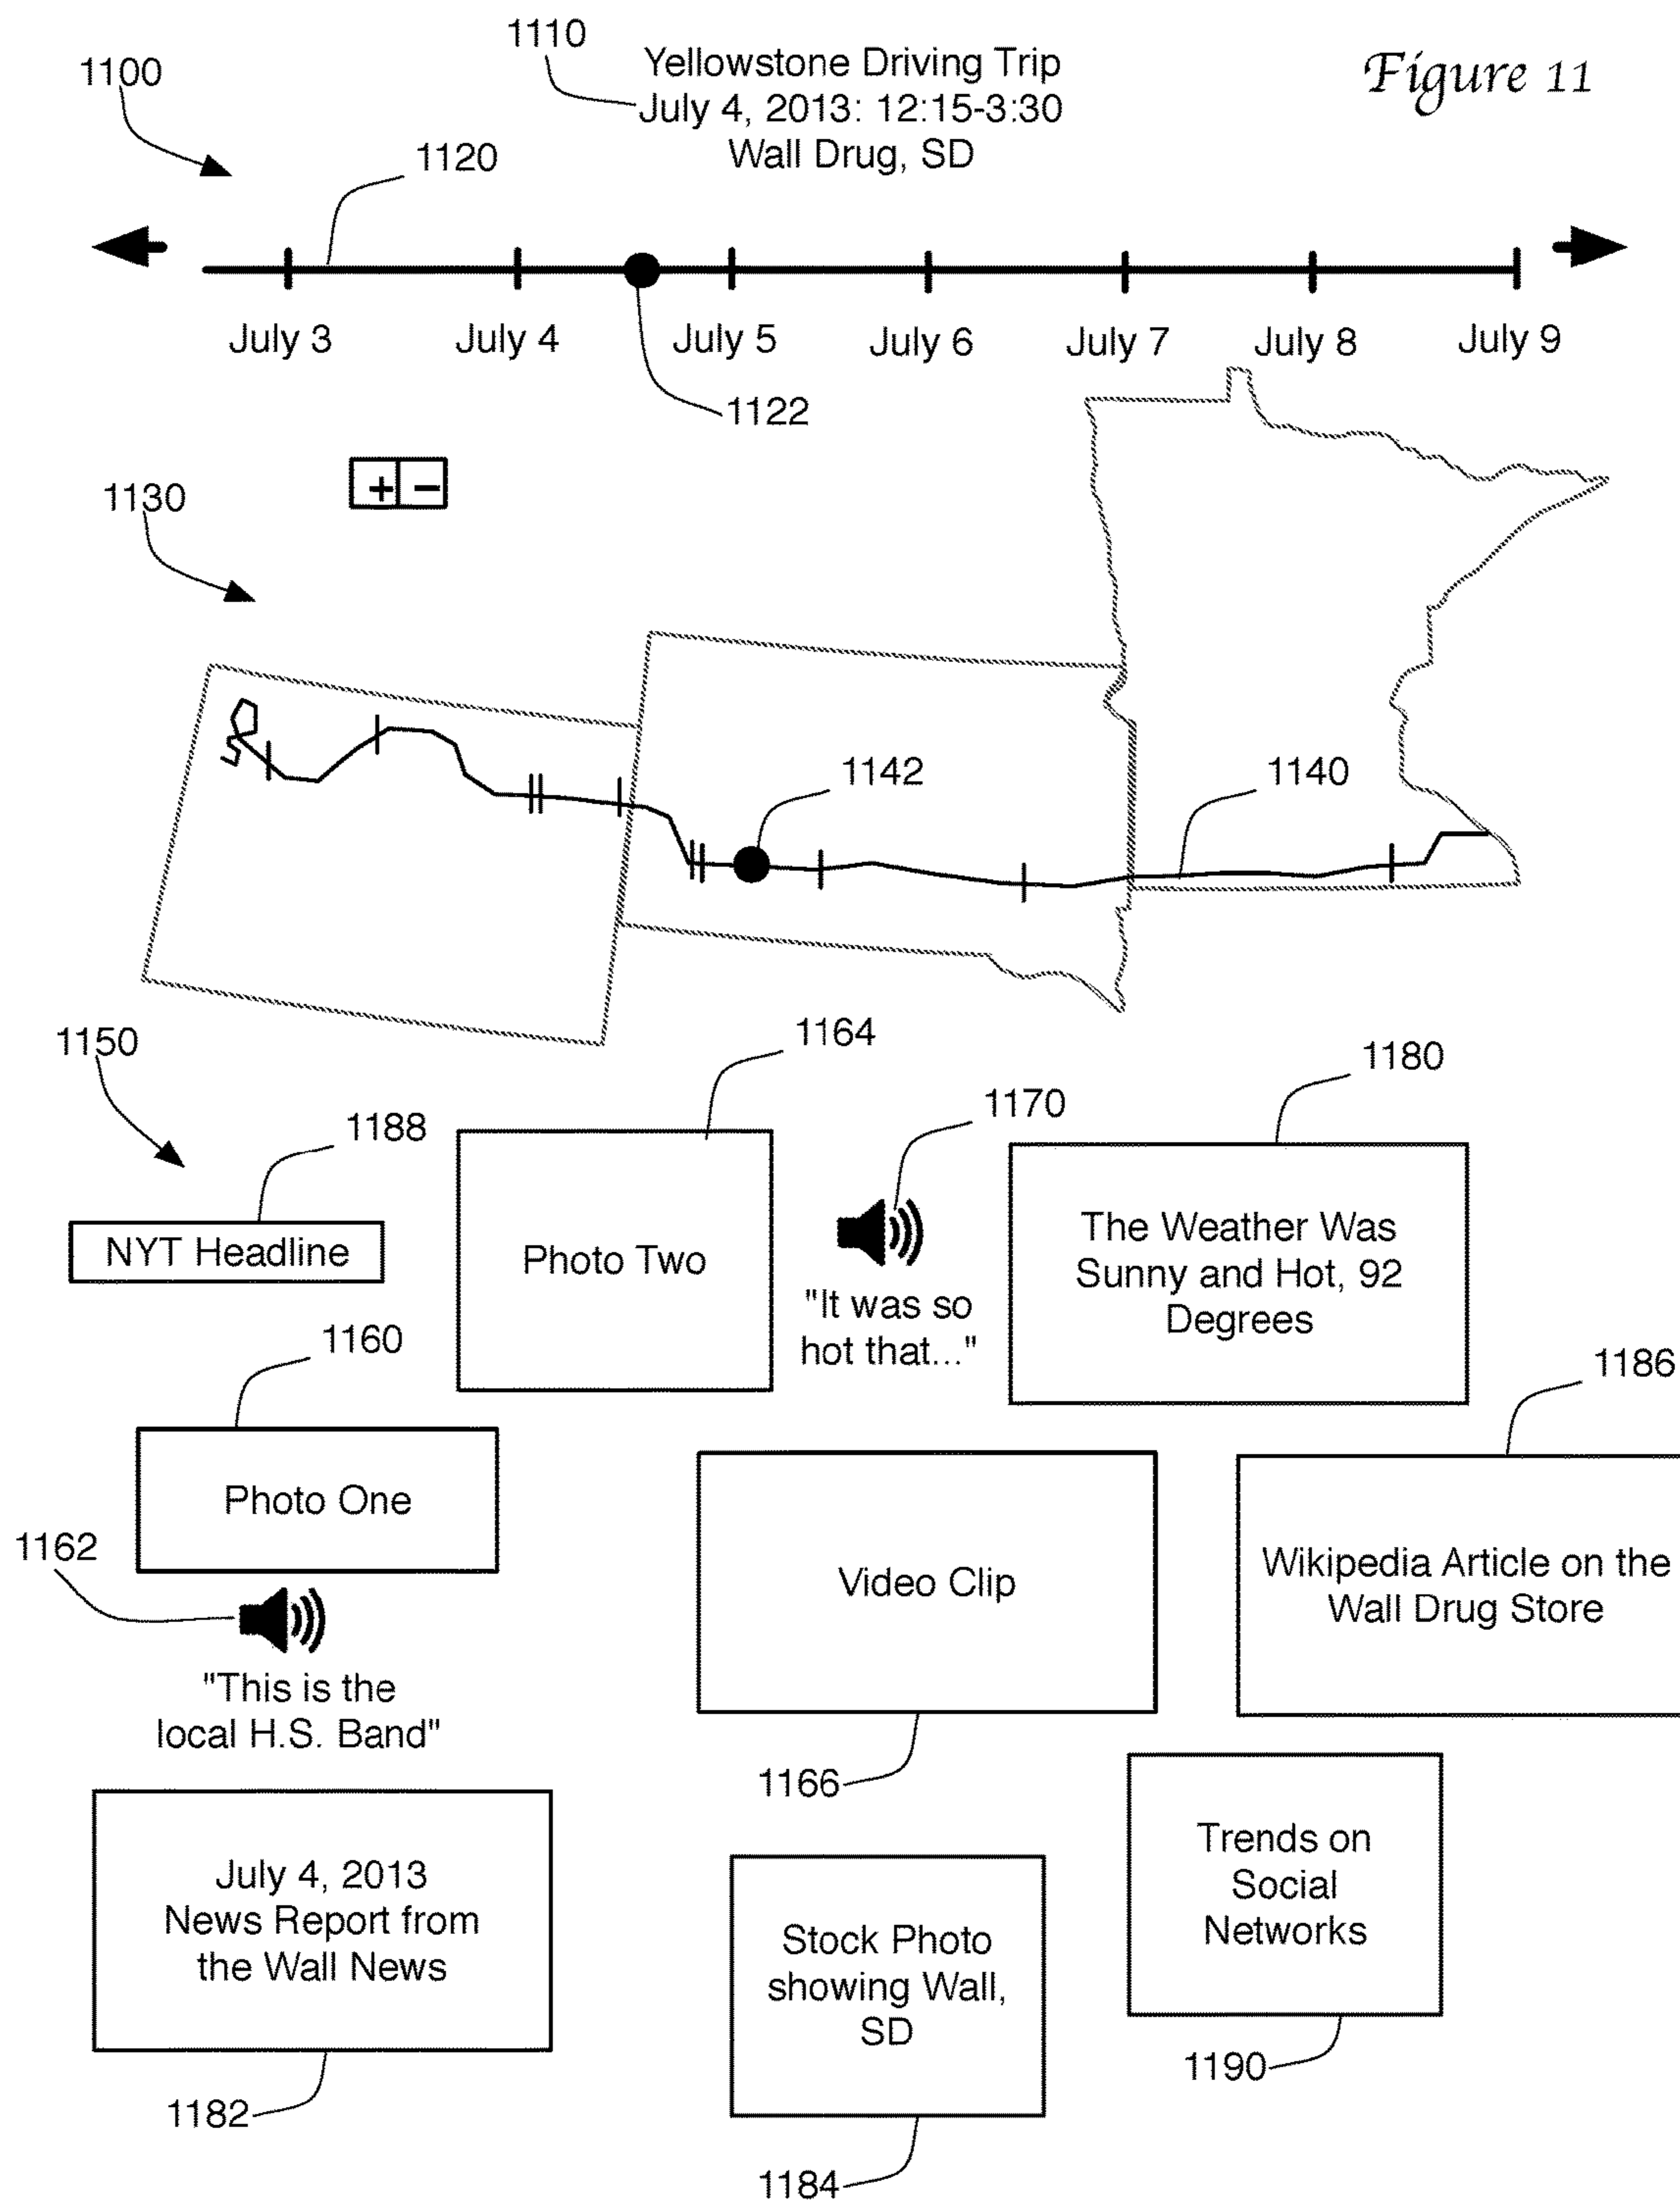 1110
Yellowstone Driving Trip
July 4, 2013: 12:15-3:30
Wall Drug, SD
Figure 11
1100
1120
July 3
July 4
July 5
July 6
July 7
July 8
July 9
1122
+
−
1130
1142
1140
1150
1164
1180
1188
1170
NYT Headline
Photo Two
"It was so
hot that..."
The Weather Was
Sunny and Hot, 92
Degrees
1160
1186
Photo One
1162
"This is the
local H.S. Band"
Video Clip
Wikipedia Article on the
Wall Drug Store
1166
July 4, 2013
News Report from
the Wall News
Stock Photo
showing Wall,
SD
Trends on
Social
Networks
1190
1182
1184